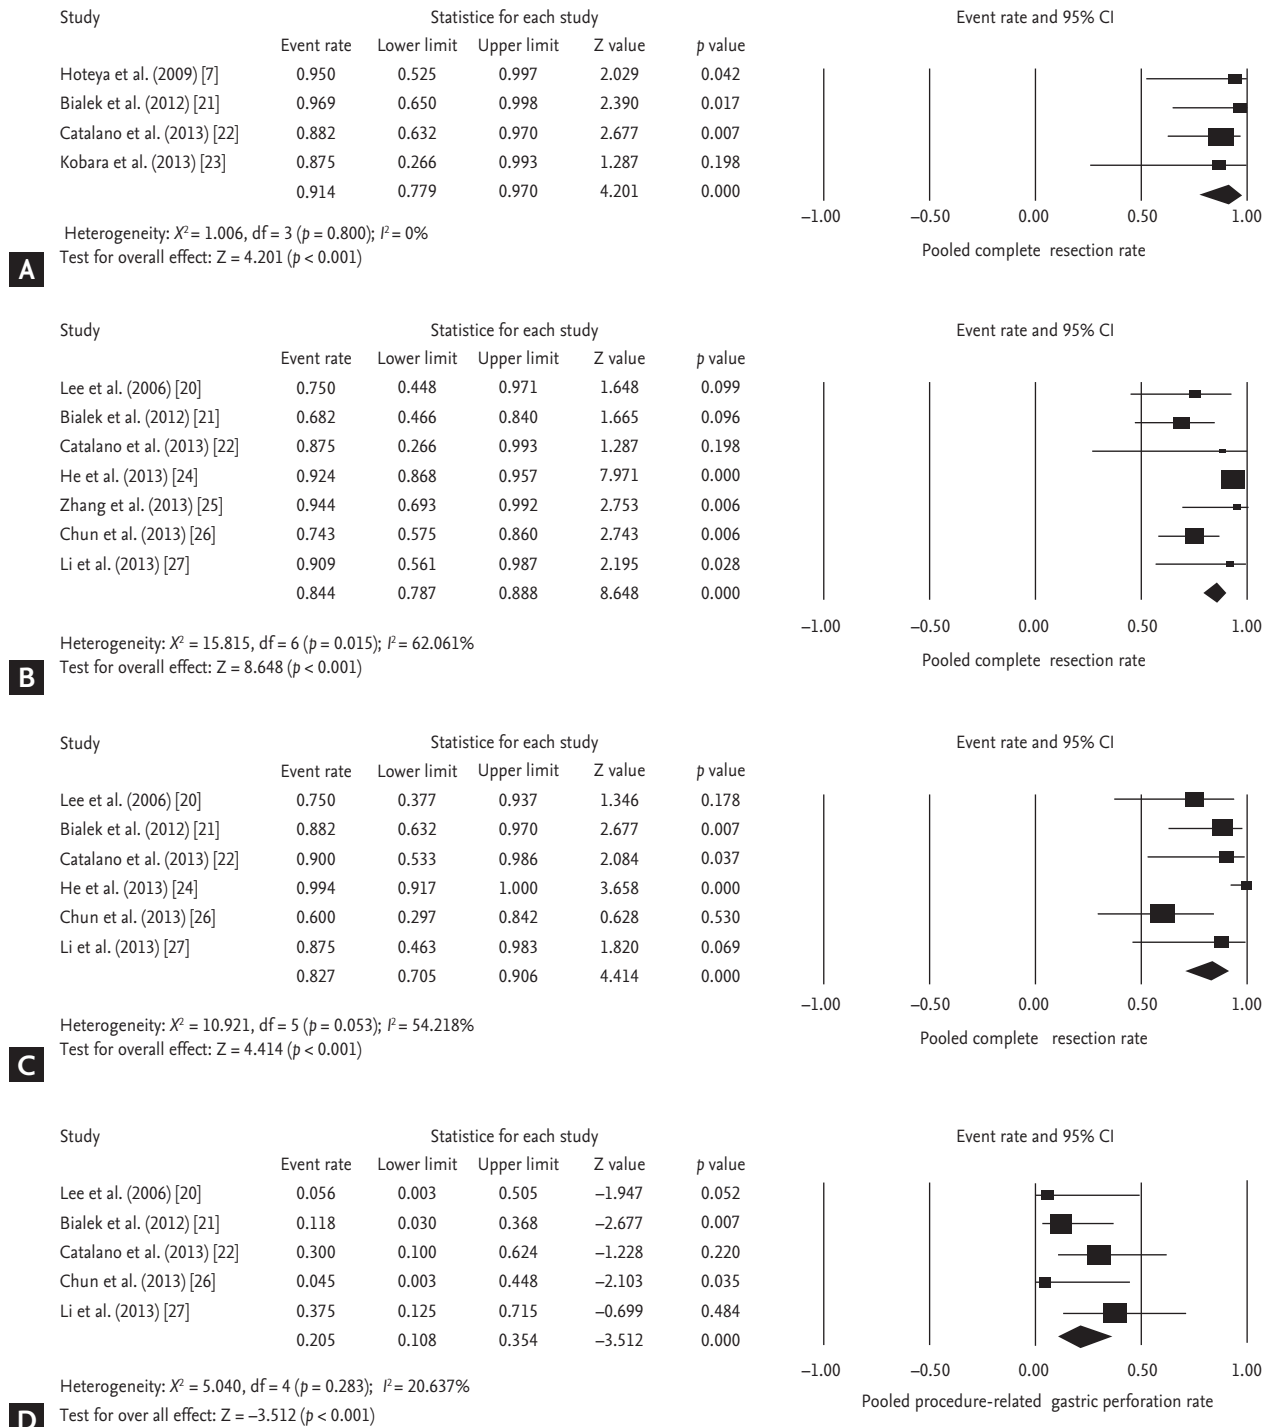 Study Statistice for each study Event rate and 95% CI
Event rate Lower limit Upper limit Z value p value
Hoteya et al. (2009) [7] 0.950 0.525 0.997 2.029 0.042
Bialek et al. (2012) [21] 0.969 0.650 0.998 2.390 0.017
Catalano et al. (2013) [22] 0.882 0.632 0.970 2.677 0.007
Kobara et al. (2013) [23] 0.875 0.266 0.993 1.287 0.198
0.914 0.779 0.970 4.201 0.000
−1.00 −0.50 0.00 0.50 1.00
Heterogeneity: X² = 1.006, df = 3 (p = 0.800); I² = 0%
Pooled complete resection rate
Test for overall effect: Z = 4.201 (p < 0.001)
A
Study Statistice for each study Event rate and 95% CI
Event rate Lower limit Upper limit Z value p value
Lee et al. (2006) [20] 0.750 0.448 0.971 1.648 0.099
Bialek et al. (2012) [21] 0.682 0.466 0.840 1.665 0.096
Catalano et al. (2013) [22] 0.875 0.266 0.993 1.287 0.198
He et al. (2013) [24] 0.924 0.868 0.957 7.971 0.000
Zhang et al. (2013) [25] 0.944 0.693 0.992 2.753 0.006
Chun et al. (2013) [26] 0.743 0.575 0.860 2.743 0.006
Li et al. (2013) [27] 0.909 0.561 0.987 2.195 0.028
0.844 0.787 0.888 8.648 0.000
−1.00 −0.50 0.00 0.50 1.00
Heterogeneity: X² = 15.815, df = 6 (p = 0.015); I² = 62.061%
Pooled complete resection rate
Test for overall effect: Z = 8.648 (p < 0.001)
B
Study Statistice for each study Event rate and 95% CI
Event rate Lower limit Upper limit Z value p value
Lee et al. (2006) [20] 0.750 0.377 0.937 1.346 0.178
Bialek et al. (2012) [21] 0.882 0.632 0.970 2.677 0.007
Catalano et al. (2013) [22] 0.900 0.533 0.986 2.084 0.037
He et al. (2013) [24] 0.994 0.917 1.000 3.658 0.000
Chun et al. (2013) [26] 0.600 0.297 0.842 0.628 0.530
Li et al. (2013) [27] 0.875 0.463 0.983 1.820 0.069
0.827 0.705 0.906 4.414 0.000
−1.00 −0.50 0.00 0.50 1.00
Heterogeneity: X² = 10.921, df = 5 (p = 0.053); I² = 54.218%
Pooled complete resection rate
Test for overall effect: Z = 4.414 (p < 0.001)
C
Study Statistice for each study Event rate and 95% CI
Event rate Lower limit Upper limit Z value p value
Lee et al. (2006) [20] 0.056 0.003 0.505 −1.947 0.052
Bialek et al. (2012) [21] 0.118 0.030 0.368 −2.677 0.007
Catalano et al. (2013) [22] 0.300 0.100 0.624 −1.228 0.220
Chun et al. (2013) [26] 0.045 0.003 0.448 −2.103 0.035
Li et al. (2013) [27] 0.375 0.125 0.715 −0.699 0.484
0.205 0.108 0.354 −3.512 0.000
−1.00 −0.50 0.00 0.50 1.00
Heterogeneity: X² = 5.040, df = 4 (p = 0.283); I² = 20.637%
Pooled procedure-related gastric perforation rate
Test for over all effect: Z = −3.512 (p < 0.001)
D